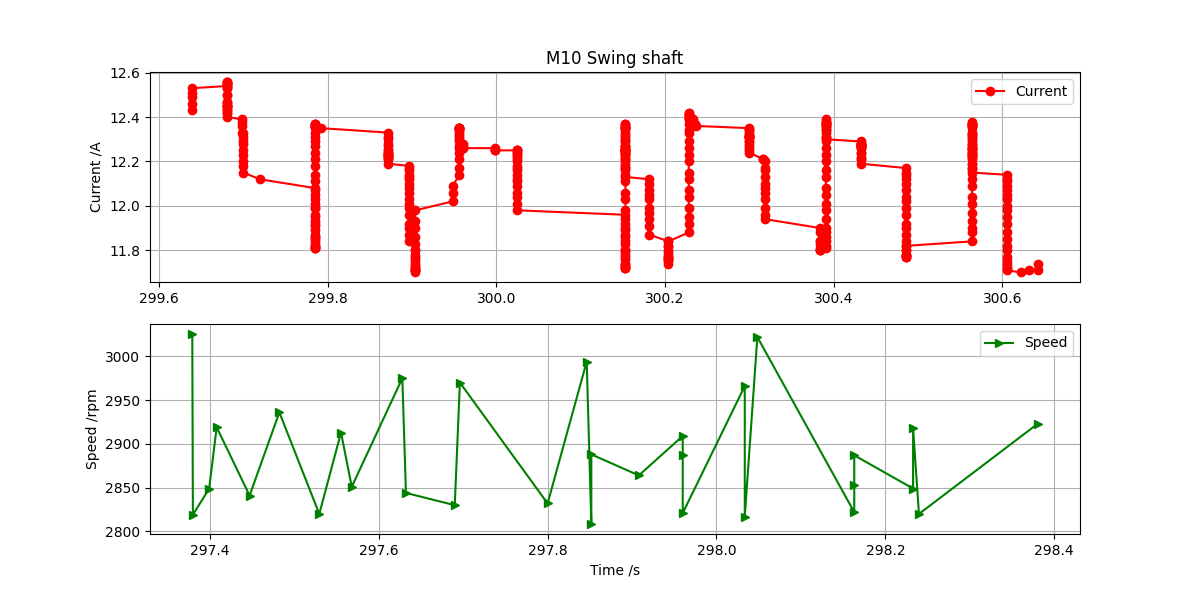 M10 Swing shaft
12.6
12.4
12.2
12.0
11.8
Current /A
Current
299.6 299.8 300.0 300.2 300.4 300.6
3000
2950
2900
2850
2800
Speed /rpm
Speed
297.4 297.6 297.8 298.0 298.2 298.4
Time /s